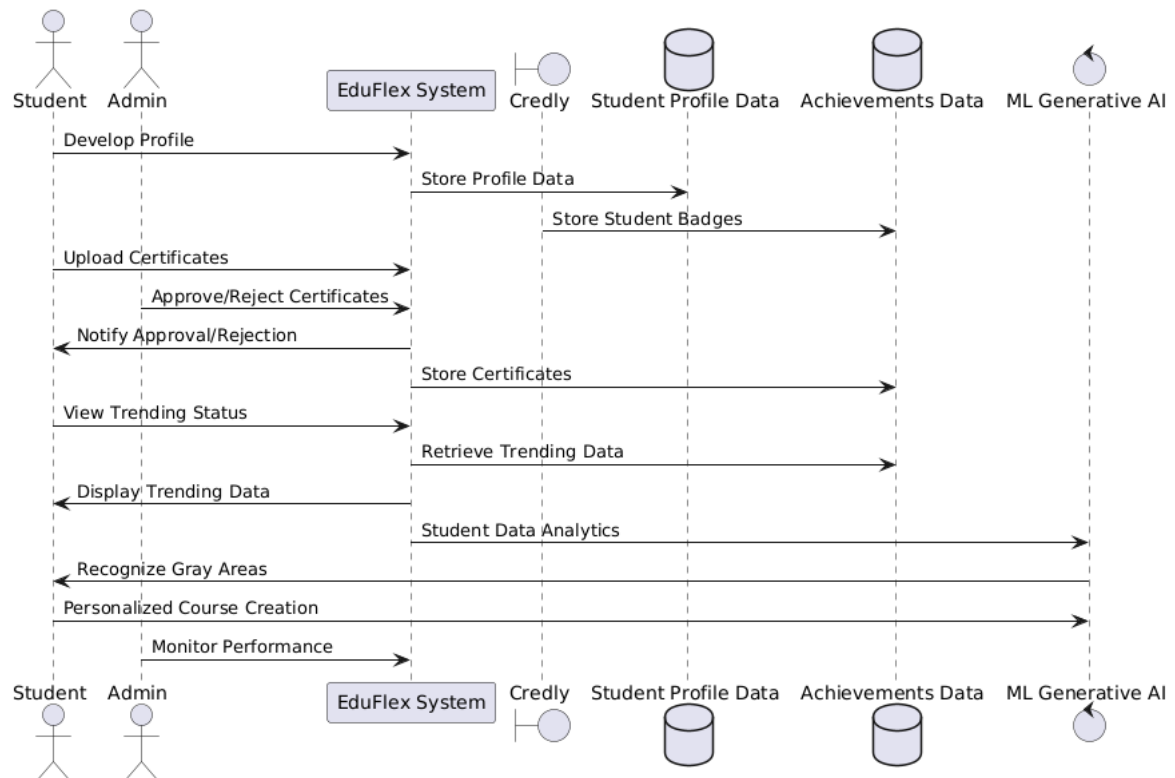 Student Admin EduFlex System Credly Student Profile Data Achievements Data ML Generative AI
Develop Profile
Store Profile Data
Store Student Badges
Upload Certificates
Approve/Reject Certificates
Notify Approval/Rejection
Store Certificates
View Trending Status
Retrieve Trending Data
Display Trending Data
Student Data Analytics
Recognize Gray Areas
Personalized Course Creation
Monitor Performance
Student Admin EduFlex System Credly Student Profile Data Achievements Data ML Generative AI